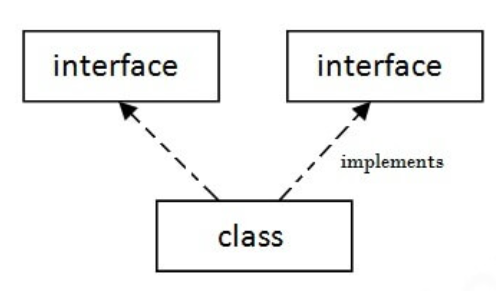 interface
interface
implements
class